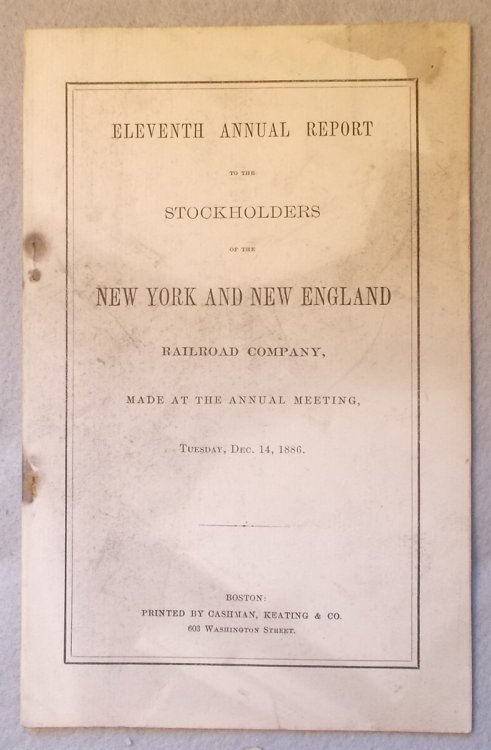 ELEVENTH ANNUAL REPORT
TO THE
STOCKHOLDERS
OF THE
NEW YORK AND NEW ENGLAND
RAILROAD COMPANY,
MADE AT THE ANNUAL MEETING,
TUESDAY, DEC. 14, 1886.
BOSTON:
PRINTED BY CASHMAN, KEATING & CO.
603 WASHINGTON STREET.